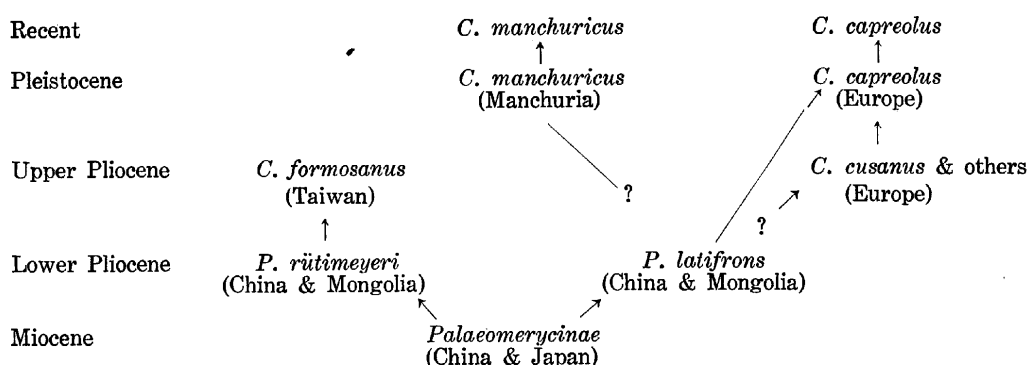 Recent C. manchuricus C. capreolus
Pleistocene C. manchuricus C. capreolus
(Manchuria) (Europe)
Upper Pliocene C. formosanus C. cusanus & others
(Taiwan) ? (Europe)
?
Lower Pliocene P. rütimeyeri P. latifrons
(China & Mongolia) (China & Mongolia)
Miocene Palaeomerycinae
(China & Japan)